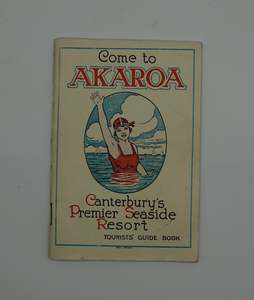 Come to
AKAROA
Canterbury's
Premier Seaside
Resort
TOURISTS' GUIDE BOOK